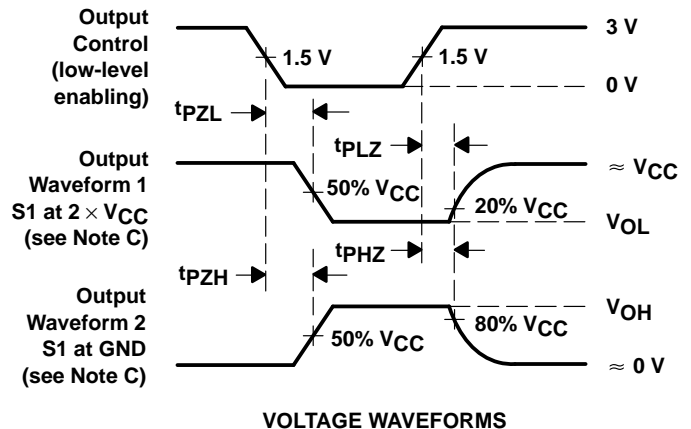 Output
Control
(low-level
enabling)
1.5 V
1.5 V
3 V
0 V
tPZL
tPLZ
Output
Waveform 1
S1 at 2 × VCC
(see Note C)
50% VCC
20% VCC
≈ VCC
VOL
tPZH
tPHZ
Output
Waveform 2
S1 at GND
(see Note C)
50% VCC
80% VCC
VOH
≈ 0 V
VOLTAGE WAVEFORMS